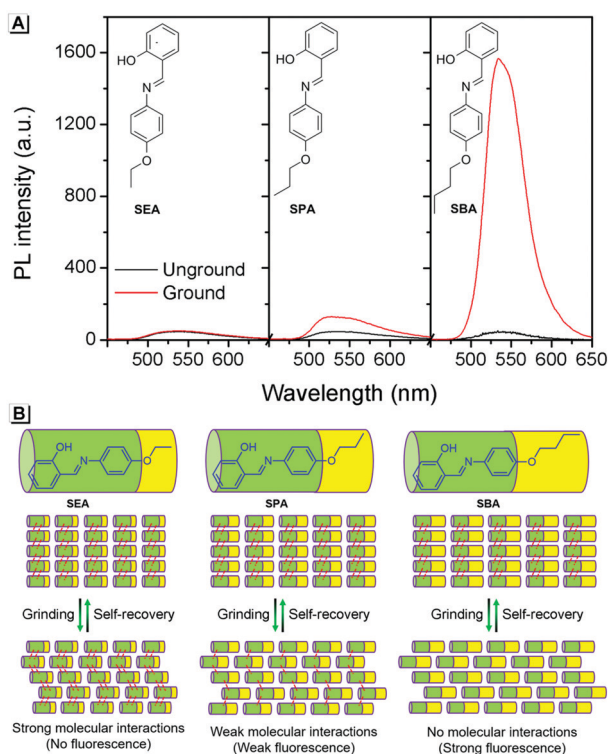 A
PL intensity (a.u.)
1600
1200
800
400
0
HO
N
O
SEA
HO
N
O
SPA
HO
N
O
SBA
Unground
Ground
500 550 600 500 550 600 500 550 600 650
Wavelength (nm)
B
OH
N
O
SEA
OH
N
O
SPA
OH
N
O
SBA
Grinding Self-recovery
Grinding Self-recovery
Grinding Self-recovery
Strong molecular interactions
(No fluorescence)
Weak molecular interactions
(Weak fluorescence)
No molecular interactions
(Strong fluorescence)